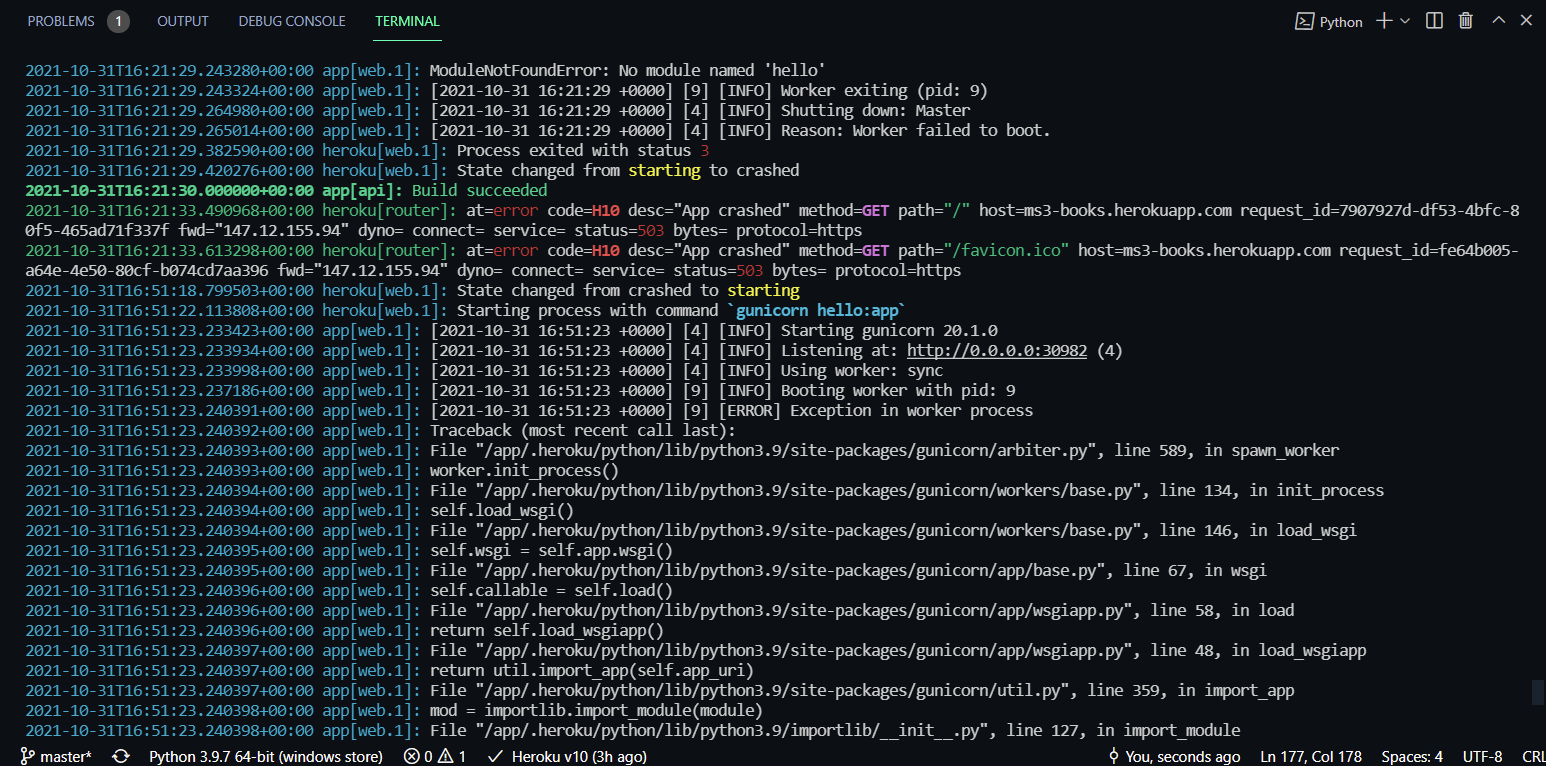 PROBLEMS 1 OUTPUT DEBUG CONSOLE TERMINAL Python
2021-10-31T16:21:29.243280+00:00 app[web.1]: ModuleNotFoundError: No module named 'hello'
2021-10-31T16:21:29.243324+00:00 app[web.1]: [2021-10-31 16:21:29 +0000] [9] [INFO] Worker exiting (pid: 9)
2021-10-31T16:21:29.264980+00:00 app[web.1]: [2021-10-31 16:21:29 +0000] [4] [INFO] Shutting down: Master
2021-10-31T16:21:29.265014+00:00 app[web.1]: [2021-10-31 16:21:29 +0000] [4] [INFO] Reason: Worker failed to boot.
2021-10-31T16:21:29.382590+00:00 heroku[web.1]: Process exited with status 3
2021-10-31T16:21:29.420276+00:00 heroku[web.1]: State changed from starting to crashed
2021-10-31T16:21:30.000000+00:00 app[api]: Build succeeded
2021-10-31T16:21:33.490968+00:00 heroku[router]: at=error code=H10 desc="App crashed" method=GET path="/" host=ms3-books.herokuapp.com request_id=7907927d-df53-4bfc-8
0f5-465ad71f337f fwd="147.12.155.94" dyno= connect= service= status=503 bytes= protocol=https
2021-10-31T16:21:33.613298+00:00 heroku[router]: at=error code=H10 desc="App crashed" method=GET path="/favicon.ico" host=ms3-books.herokuapp.com request_id=fe64b005-
a64e-4e50-80cf-b074cd7aa396 fwd="147.12.155.94" dyno= connect= service= status=503 bytes= protocol=https
2021-10-31T16:51:18.799503+00:00 heroku[web.1]: State changed from crashed to starting
2021-10-31T16:51:22.113808+00:00 heroku[web.1]: Starting process with command `gunicorn hello:app`
2021-10-31T16:51:23.233423+00:00 app[web.1]: [2021-10-31 16:51:23 +0000] [4] [INFO] Starting gunicorn 20.1.0
2021-10-31T16:51:23.233934+00:00 app[web.1]: [2021-10-31 16:51:23 +0000] [4] [INFO] Listening at: http://0.0.0.0:30982 (4)
2021-10-31T16:51:23.233998+00:00 app[web.1]: [2021-10-31 16:51:23 +0000] [4] [INFO] Using worker: sync
2021-10-31T16:51:23.237186+00:00 app[web.1]: [2021-10-31 16:51:23 +0000] [9] [INFO] Booting worker with pid: 9
2021-10-31T16:51:23.240391+00:00 app[web.1]: [2021-10-31 16:51:23 +0000] [9] [ERROR] Exception in worker process
2021-10-31T16:51:23.240392+00:00 app[web.1]: Traceback (most recent call last):
2021-10-31T16:51:23.240393+00:00 app[web.1]: File "/app/.heroku/python/lib/python3.9/site-packages/gunicorn/arbiter.py", line 589, in spawn_worker
2021-10-31T16:51:23.240393+00:00 app[web.1]: worker.init_process()
2021-10-31T16:51:23.240394+00:00 app[web.1]: File "/app/.heroku/python/lib/python3.9/site-packages/gunicorn/workers/base.py", line 134, in init_process
2021-10-31T16:51:23.240394+00:00 app[web.1]: self.load_wsgi()
2021-10-31T16:51:23.240394+00:00 app[web.1]: File "/app/.heroku/python/lib/python3.9/site-packages/gunicorn/workers/base.py", line 146, in load_wsgi
2021-10-31T16:51:23.240395+00:00 app[web.1]: self.wsgi = self.app.wsgi()
2021-10-31T16:51:23.240395+00:00 app[web.1]: File "/app/.heroku/python/lib/python3.9/site-packages/gunicorn/app/base.py", line 67, in wsgi
2021-10-31T16:51:23.240396+00:00 app[web.1]: self.callable = self.load()
2021-10-31T16:51:23.240396+00:00 app[web.1]: File "/app/.heroku/python/lib/python3.9/site-packages/gunicorn/app/wsgiapp.py", line 58, in load
2021-10-31T16:51:23.240396+00:00 app[web.1]: return self.load_wsgiapp()
2021-10-31T16:51:23.240397+00:00 app[web.1]: File "/app/.heroku/python/lib/python3.9/site-packages/gunicorn/app/wsgiapp.py", line 48, in load_wsgiapp
2021-10-31T16:51:23.240397+00:00 app[web.1]: return util.import_app(self.app_uri)
2021-10-31T16:51:23.240397+00:00 app[web.1]: File "/app/.heroku/python/lib/python3.9/site-packages/gunicorn/util.py", line 359, in import_app
2021-10-31T16:51:23.240398+00:00 app[web.1]: mod = importlib.import_module(module)
2021-10-31T16:51:23.240398+00:00 app[web.1]: File "/app/.heroku/python/lib/python3.9/importlib/__init__.py", line 127, in import_module
master* Python 3.9.7 64-bit (windows store) 0 1 Heroku v10 (3h ago) You, seconds ago Ln 177, Col 178 Spaces: 4 UTF-8 CRL